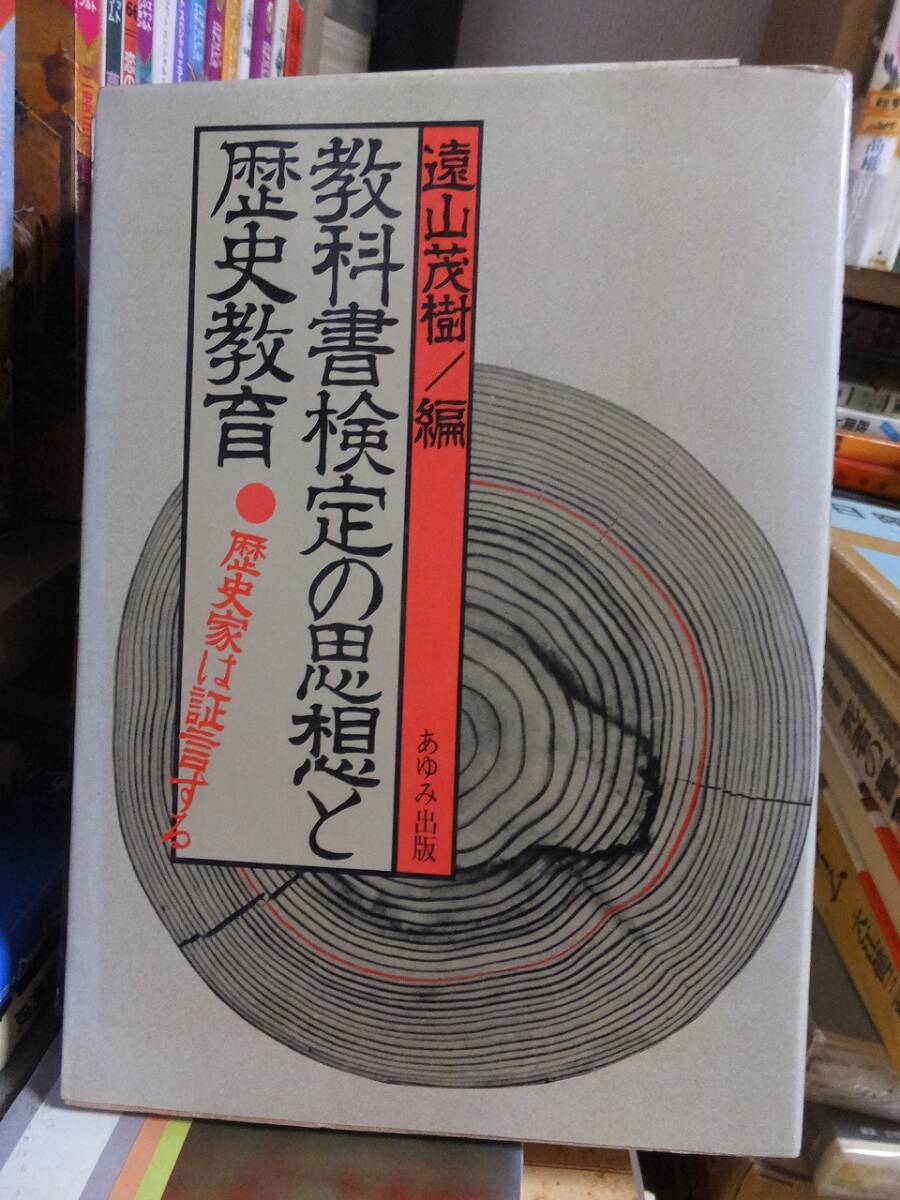 遠山茂樹/編
教科書検定の思想と
歴史教育
●歴史家は証言する
あゆみ出版